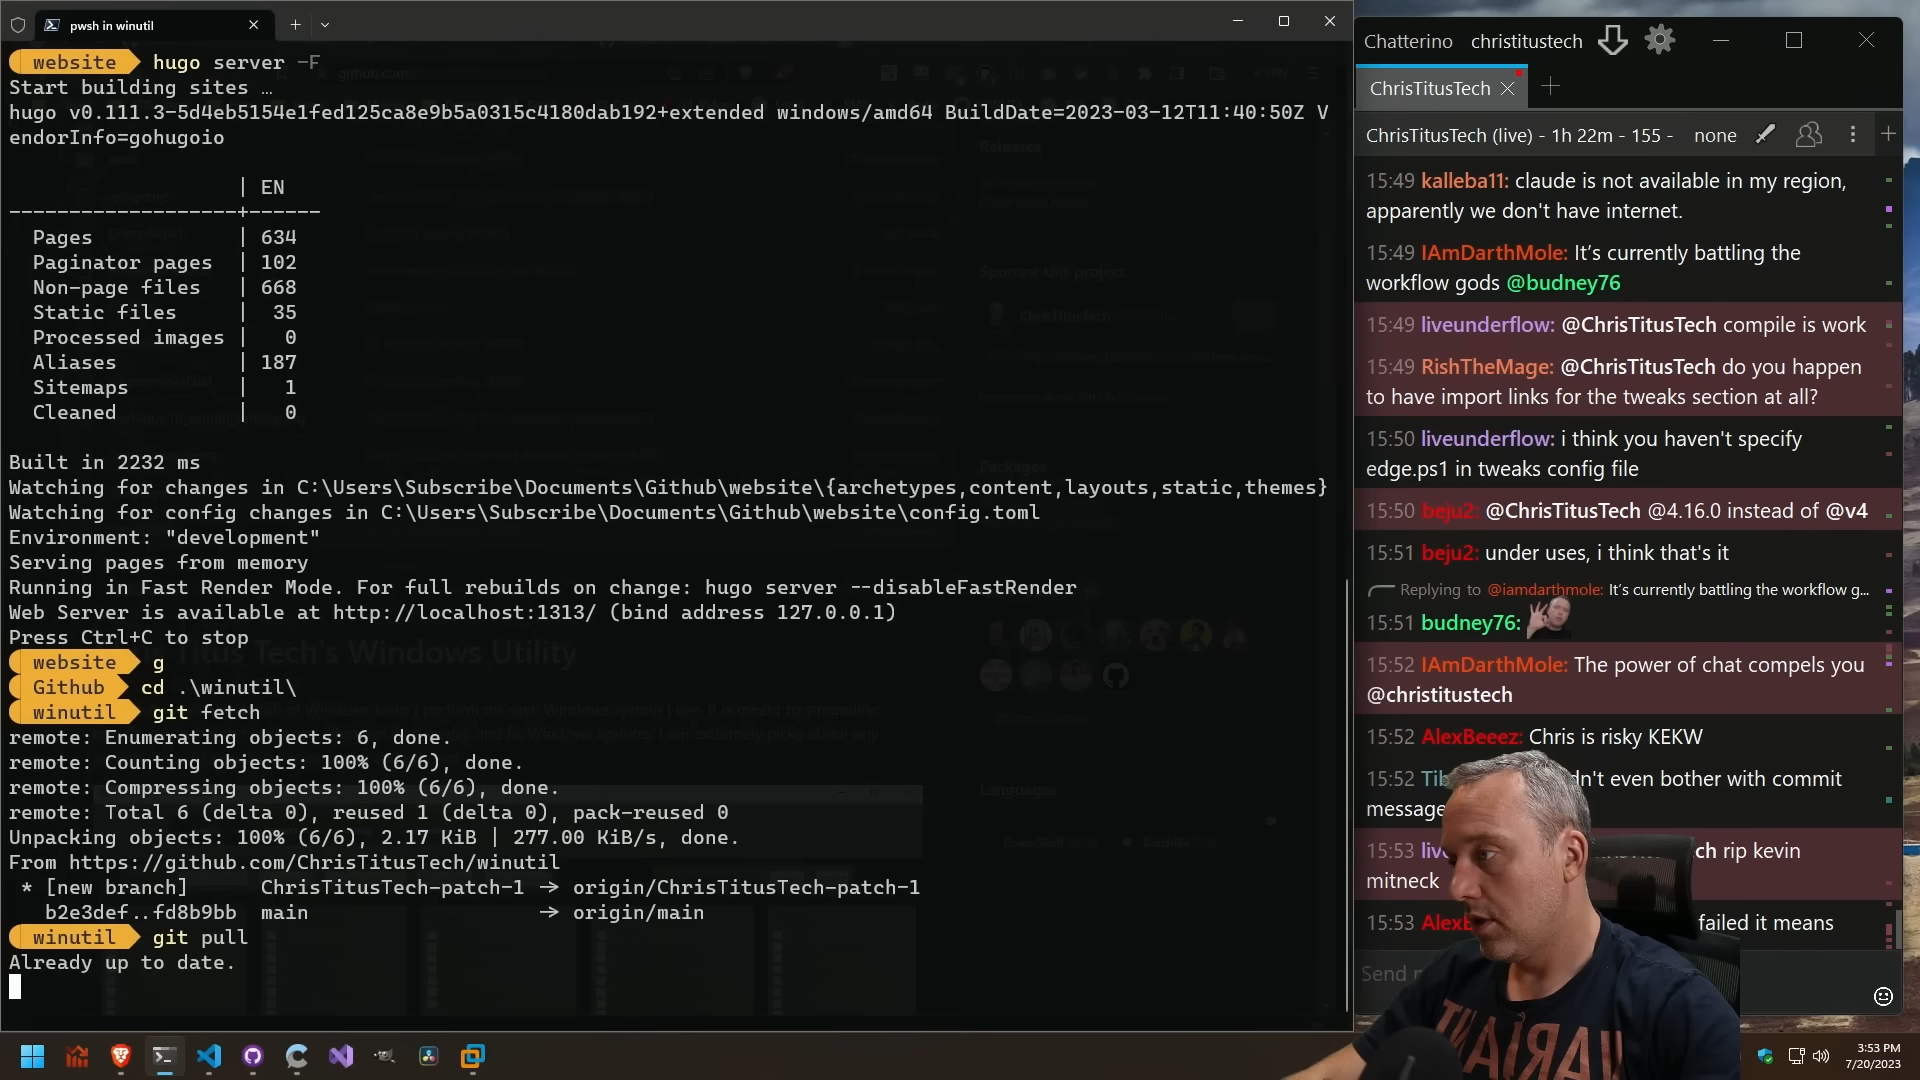 pwsh in winutil
website hugo server -F
Start building sites …
hugo v0.111.3-5d4eb5154e1fed125ca8e9b5a0315c4180dab192+extended windows/amd64 BuildDate=2023-03-12T11:40:50Z V
endorInfo=gohugoio
| EN
-------------------+------
Pages | 634
Paginator pages | 102
Non-page files | 668
Static files | 35
Processed images | 0
Aliases | 187
Sitemaps | 1
Cleaned | 0
Built in 2232 ms
Watching for changes in C:\Users\Subscribe\Documents\Github\website\{archetypes,content,layouts,static,themes}
Watching for config changes in C:\Users\Subscribe\Documents\Github\website\config.toml
Environment: "development"
Serving pages from memory
Running in Fast Render Mode. For full rebuilds on change: hugo server --disableFastRender
Web Server is available at http://localhost:1313/ (bind address 127.0.0.1)
Press Ctrl+C to stop
website g
Github cd .\winutil\
winutil git fetch
remote: Enumerating objects: 6, done.
remote: Counting objects: 100% (6/6), done.
remote: Compressing objects: 100% (6/6), done.
remote: Total 6 (delta 0), reused 1 (delta 0), pack-reused 0
Unpacking objects: 100% (6/6), 2.17 KiB | 277.00 KiB/s, done.
From https://github.com/ChrisTitusTech/winutil
* [new branch] ChrisTitusTech-patch-1 -> origin/ChrisTitusTech-patch-1
b2e3def..fd8b9bb main -> origin/main
winutil git pull
Already up to date.
Titus Tech's Windows Utility
Releases
Sponsor this project
Packages
Languages
Chatterino christitustech
ChrisTitusTech
ChrisTitusTech (live) - 1h 22m - 155 - none
15:49 kalleba11: claude is not available in my region,
apparently we don't have internet.
15:49 IAmDarthMole: It’s currently battling the
workflow gods @budney76
15:49 liveunderflow: @ChrisTitusTech compile is work
15:49 RishTheMage: @ChrisTitusTech do you happen
to have import links for the tweaks section at all?
15:50 liveunderflow: i think you haven't specify
edge.ps1 in tweaks config file
15:50 beju2: @ChrisTitusTech @4.16.0 instead of @v4
15:51 beju2: under uses, i think that's it
Replying to @iamdarthmole: It’s currently battling the workflow g...
15:51 budney76:
15:52 IAmDarthMole: The power of chat compels you
@christitustech
15:52 AlexBeeez: Chris is risky KEKW
15:52 Tib dn't even bother with commit
message
15:53 liv ch rip kevin
mitneck
15:53 AlexB failed it means
Send
3:53 PM
7/20/2023